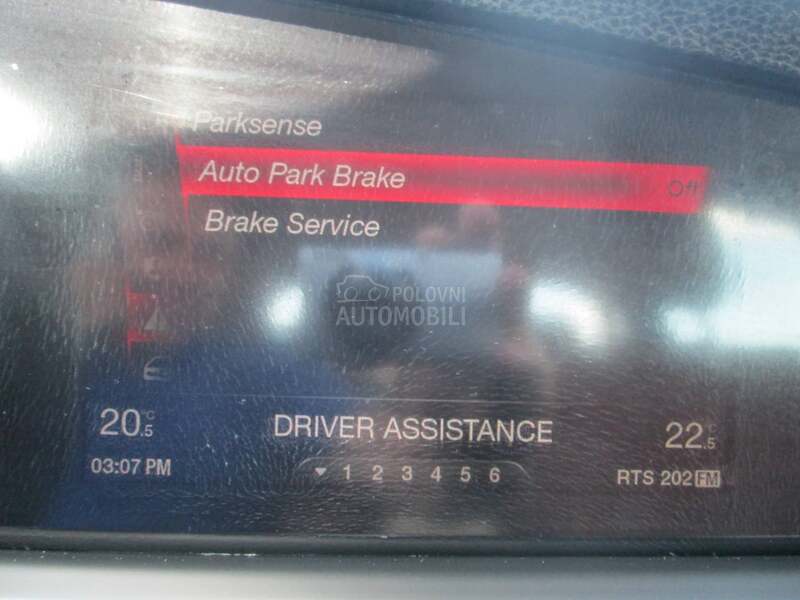 Parksense
Auto Park Brake Off
Brake Service
POLOVNI
AUTOMOBILI
20.5 °C DRIVER ASSISTANCE 22.5 °C
03:07 PM 1 2 3 4 5 6 RTS 202 FM